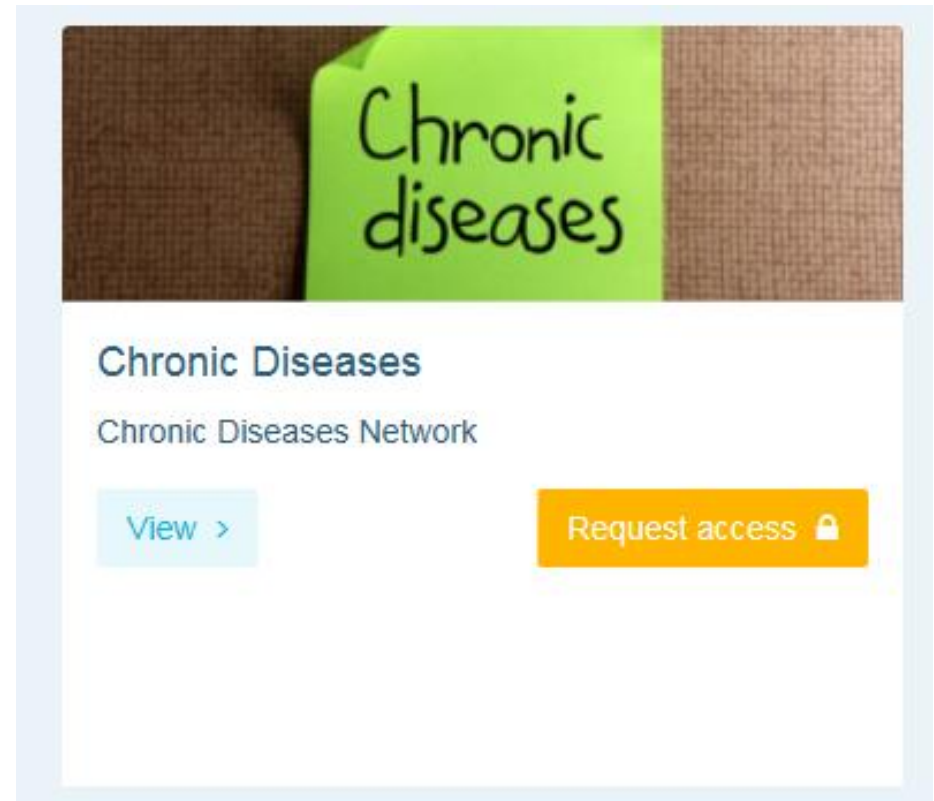 Chronic
diseases
Chronic Diseases
Chronic Diseases Network
View >
Request access